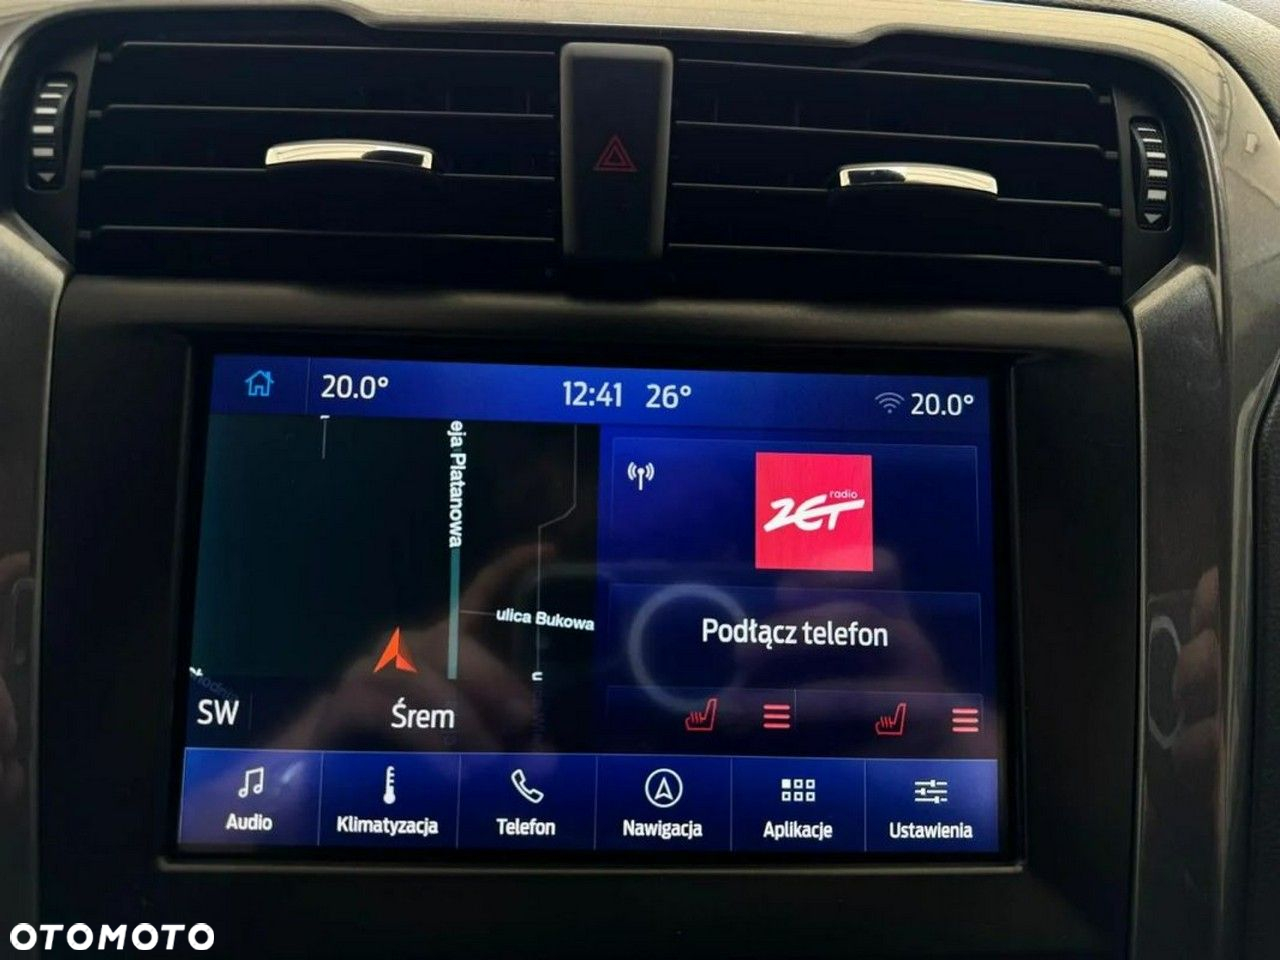 20.0°
12:41
26°
20.0°
eja Platanowa
ulica Bukowa
radio
ZET
Podłącz telefon
SW
Śrem
Audio
Klimatyzacja
Telefon
Nawigacja
Aplikacje
Ustawienia
OTOMOTO